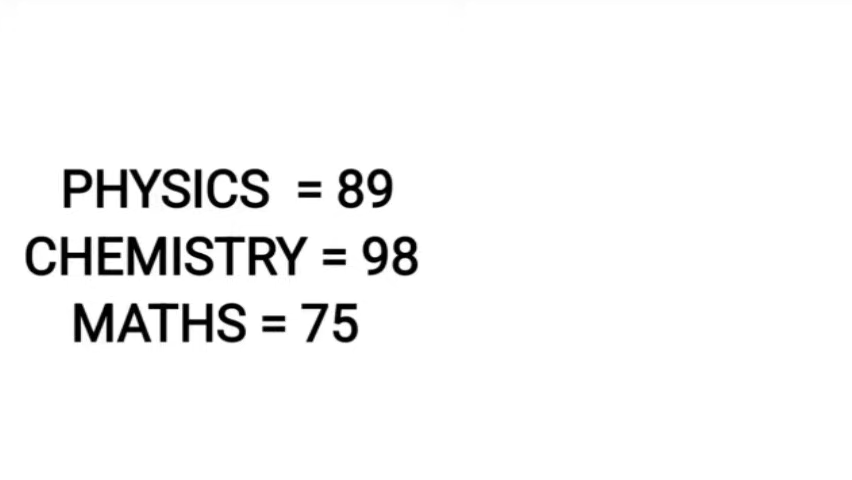 PHYSICS = 89
CHEMISTRY = 98
MATHS = 75